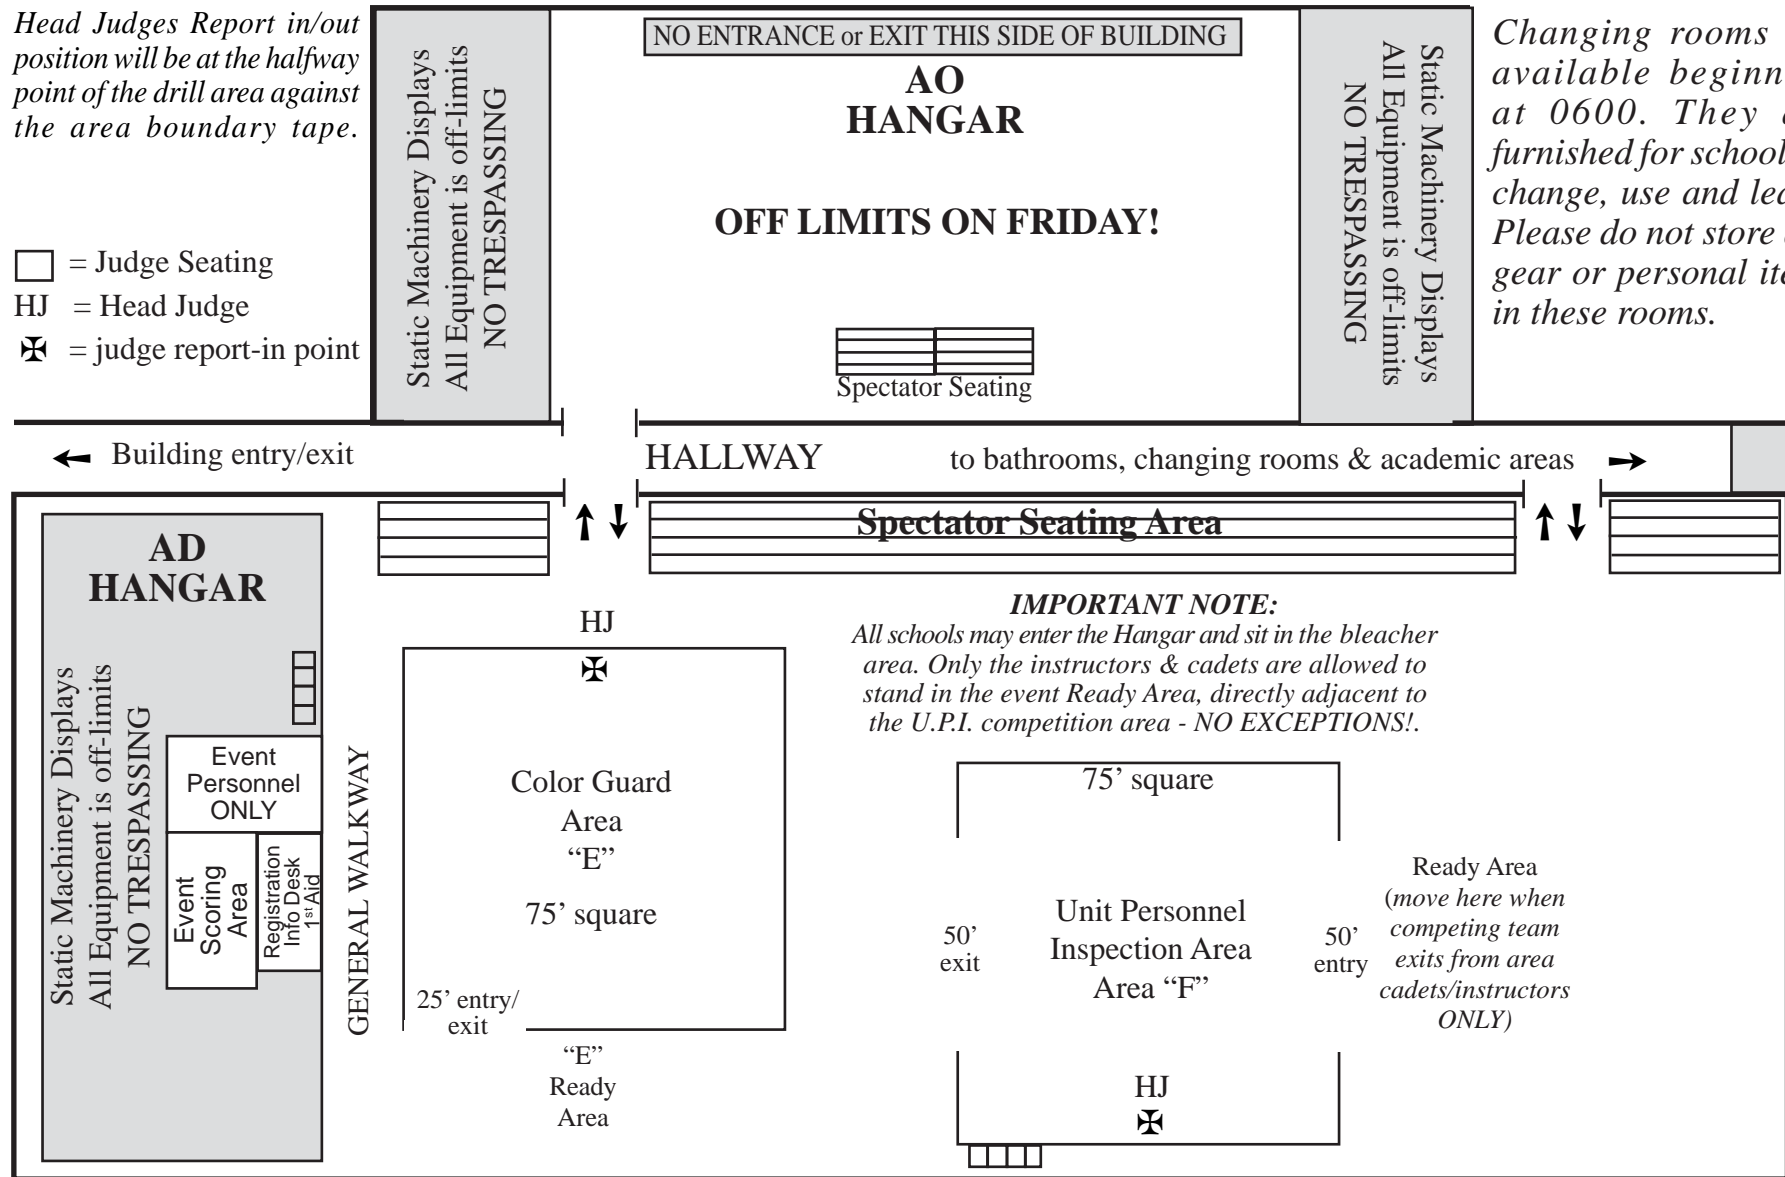 Head Judges Report in/out
position will be at the halfway
point of the drill area against
the area boundary tape.
= Judge Seating
HJ = Head Judge
✠ = judge report-in point
Static Machinery Displays
All Equipment is off-limits
NO TRESPASSING
NO ENTRANCE or EXIT THIS SIDE OF BUILDING
AO
HANGAR
OFF LIMITS ON FRIDAY!
Spectator Seating
Static Machinery Displays
All Equipment is off-limits
NO TRESPASSING
Changing rooms
available beginn
at 0600. They
furnished for school
change, use and lea
Please do not store
gear or personal ite
in these rooms.
← Building entry/exit
HALLWAY
to bathrooms, changing rooms & academic areas →
Spectator Seating Area
AD
HANGAR
Static Machinery Displays
All Equipment is off-limits
NO TRESPASSING
Event
Personnel
ONLY
Event
Scoring
Area
Registration
Info Desk
1st Aid
GENERAL WALKWAY
HJ
✠
Color Guard
Area
“E”
75’ square
25’ entry/
exit
“E”
Ready
Area
IMPORTANT NOTE:
All schools may enter the Hangar and sit in the bleacher
area. Only the instructors & cadets are allowed to
stand in the event Ready Area, directly adjacent to
the U.P.I. competition area - NO EXCEPTIONS!.
75’ square
Unit Personnel
Inspection Area
Area “F”
50’
exit
50’
entry
Ready Area
(move here when
competing team
exits from area
cadets/instructors
ONLY)
HJ
✠